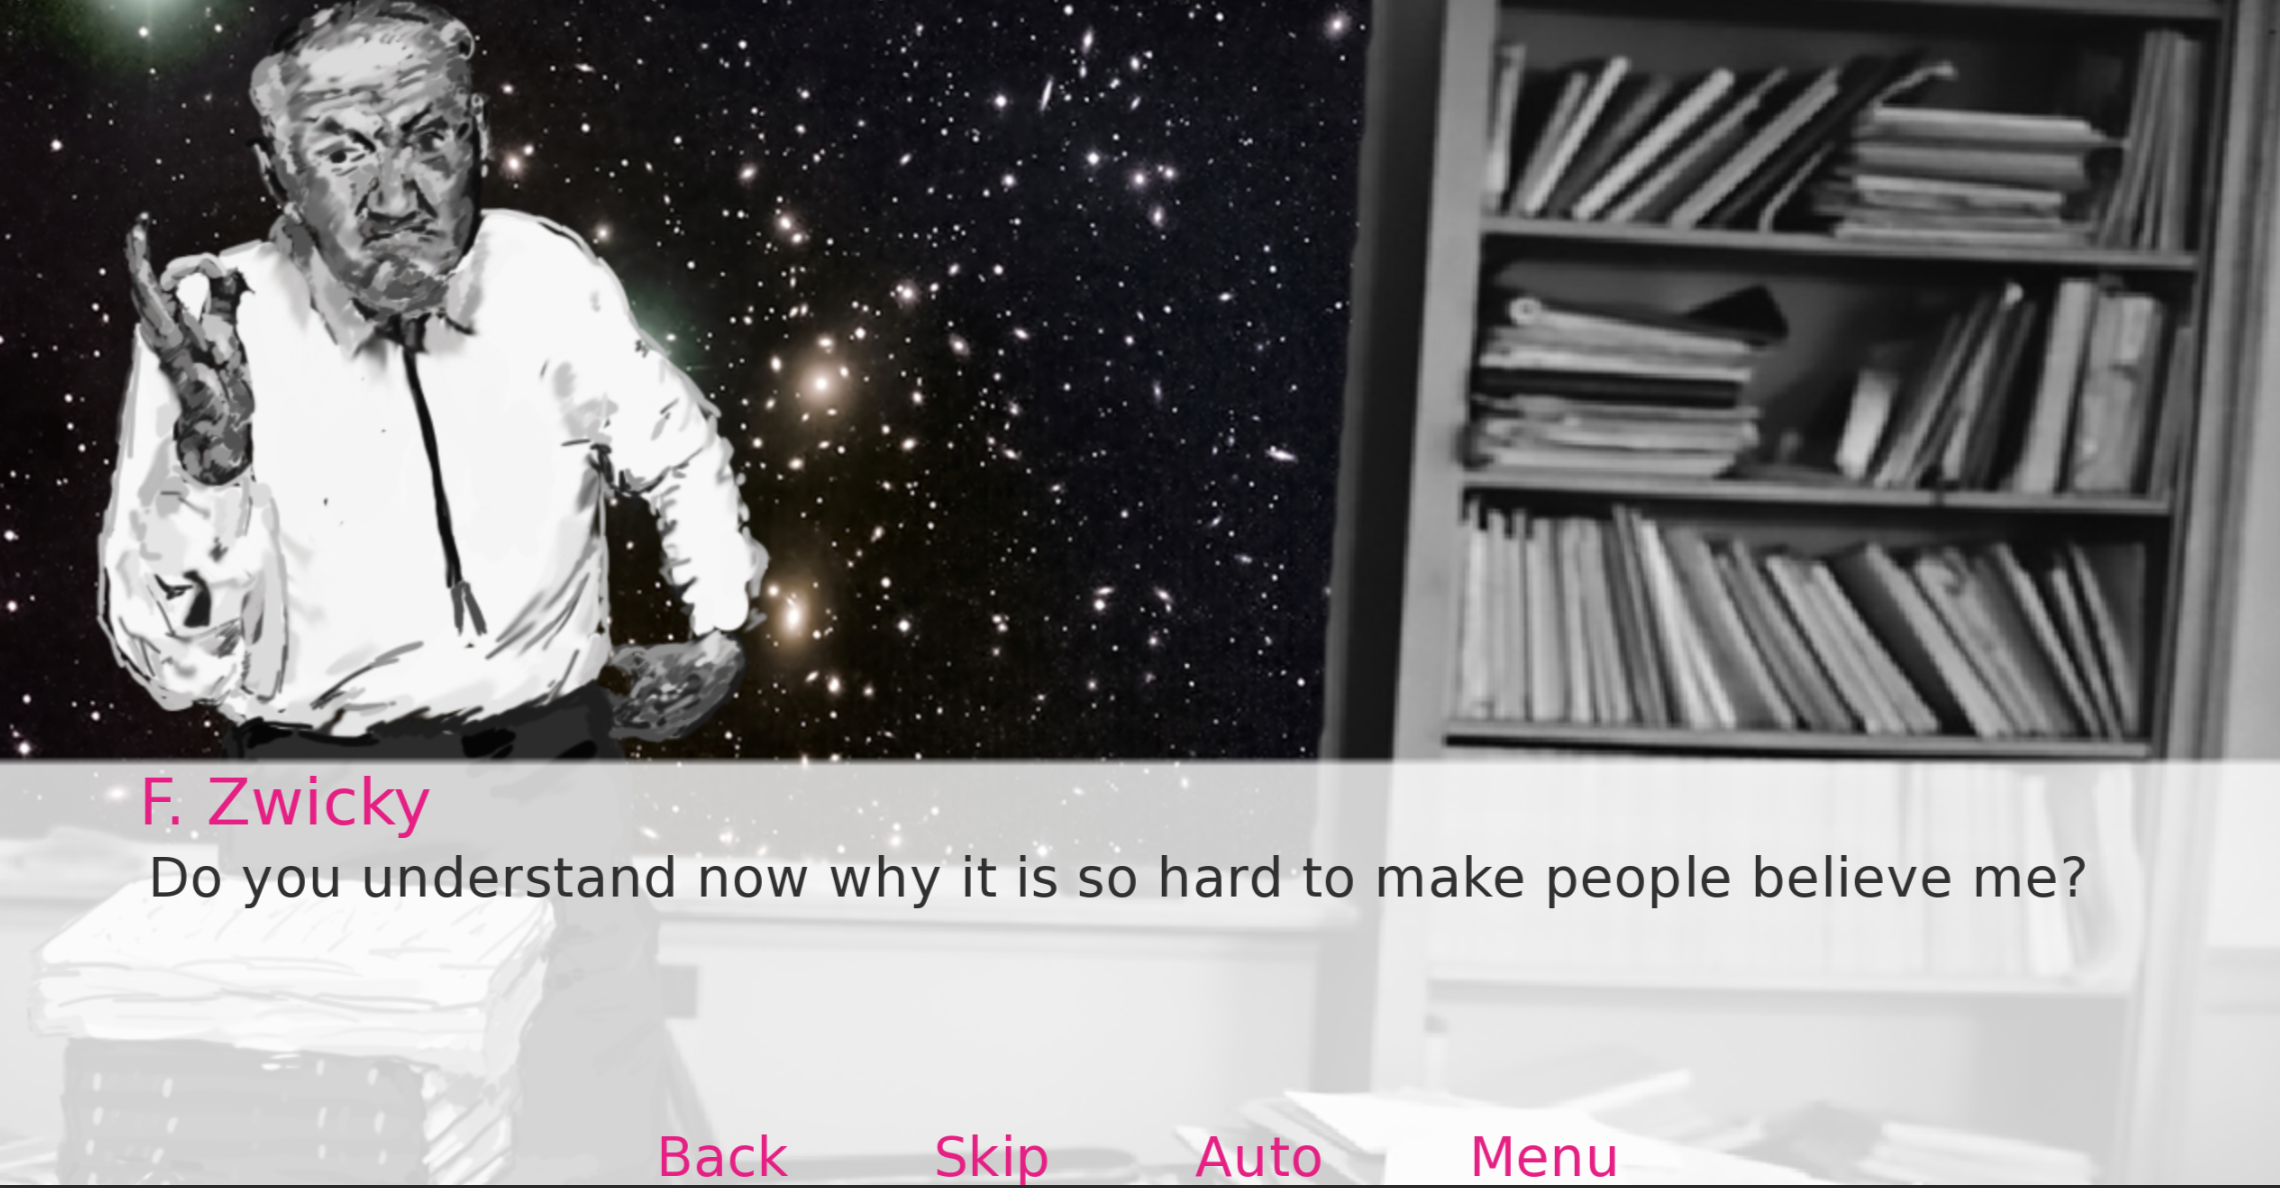 F. Zwicky
Do you understand now why it is so hard to make people believe me?
Back Skip Auto Menu